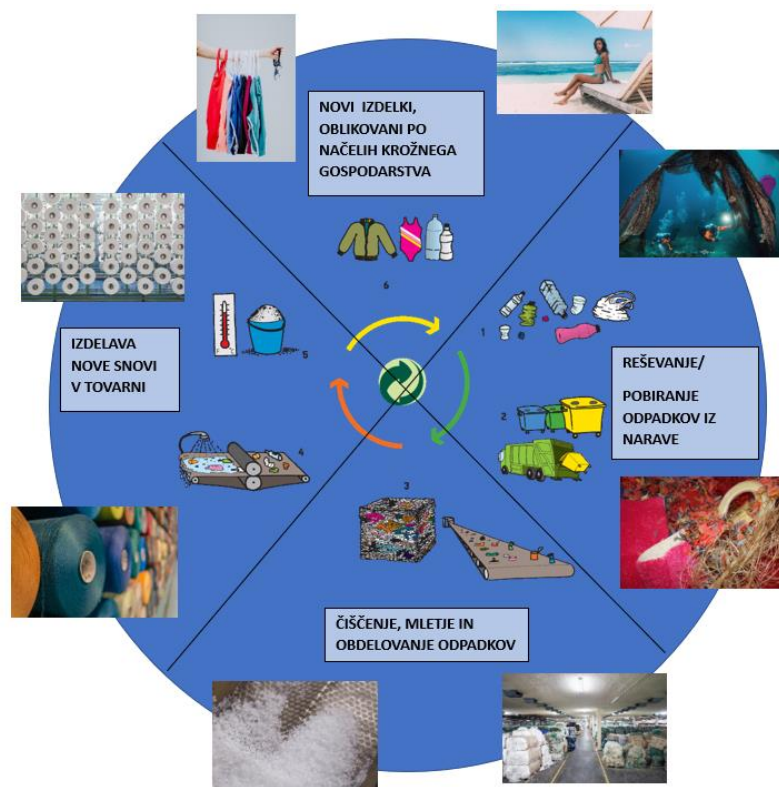 NOVI IZDELKI,
OBLIKOVANI PO
NAČELIH KROŽNEGA
GOSPODARSTVA
6
1
REŠEVANJE/
POBIRANJE
ODPADKOV IZ
NARAVE
2
3
ČIŠČENJE, MLETJE IN
OBDELOVANJE ODPADKOV
4
IZDELAVA
NOVE SNOVI
V TOVARNI
5